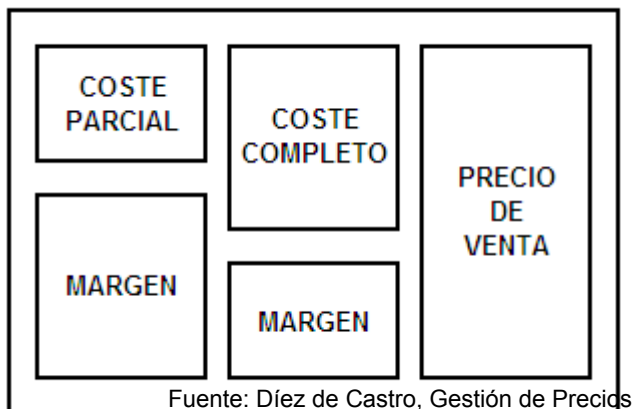 COSTE
PARCIAL
MARGEN
COSTE
COMPLETO
MARGEN
PRECIO
DE
VENTA
Fuente: Díez de Castro, Gestión de Precios